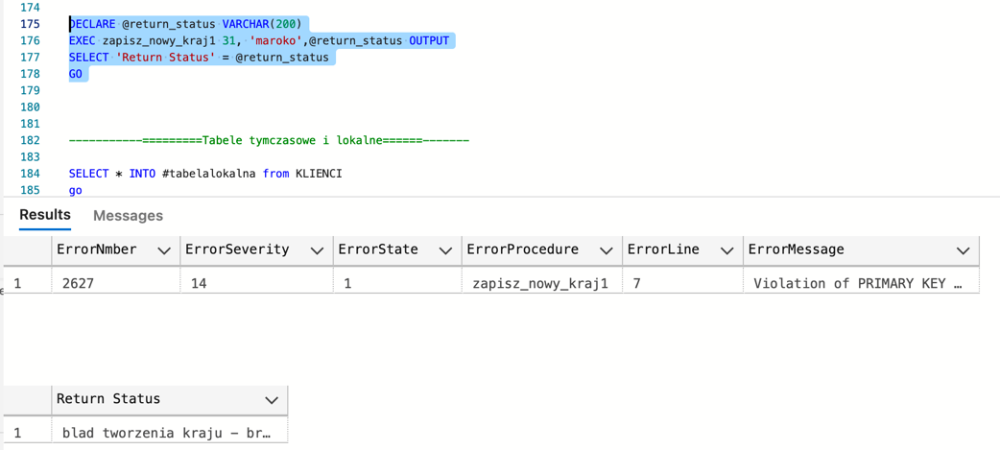 174
175 DECLARE @return_status VARCHAR(200)
176 EXEC zapisz_nowy_kraj1 31, 'maroko',@return_status OUTPUT
177 SELECT 'Return Status' = @return_status
178 GO
179
180
181
182 -----------=========Tabele tymczasowe i lokalne======-------
183
184 SELECT * INTO #tabelalokalna from KLIENCI
185 go
Results Messages
ErrorNmber ErrorSeverity ErrorState ErrorProcedure ErrorLine ErrorMessage
1 2627 14 1 zapisz_nowy_kraj1 7 Violation of PRIMARY KEY …
Return Status
1 blad tworzenia kraju - br…